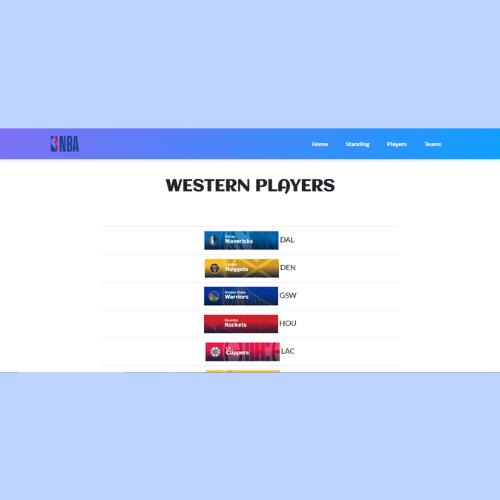 NBA
Home Standing Players Teams
WESTERN PLAYERS
Dallas
Mavericks DAL
Denver
Nuggets DEN
Golden State
Warriors GSW
Houston
Rockets HOU
LA
Clippers LAC